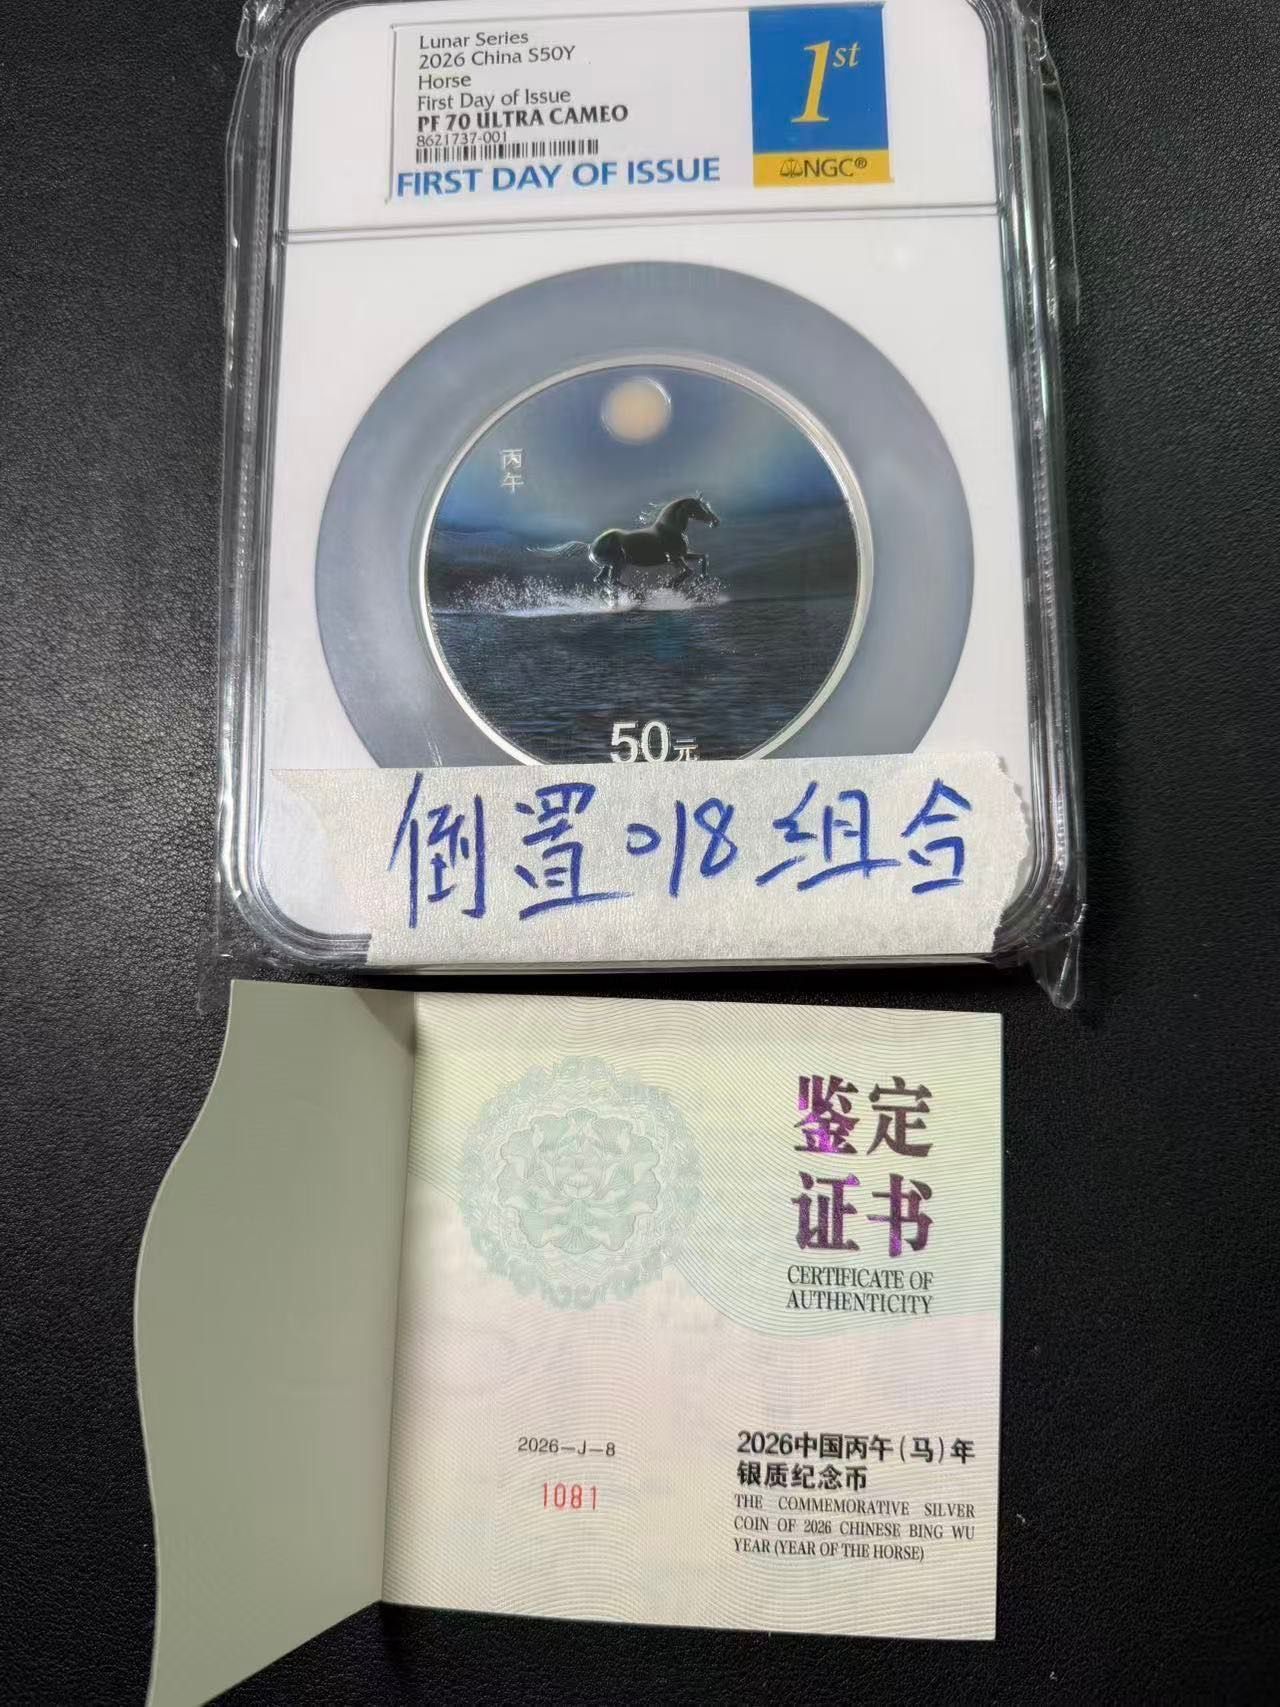 Lunar Series
2026 China S50Y
Horse
First Day of Issue
PF 70 ULTRA CAMEO
8621737-001
FIRST DAY OF ISSUE
1st
NGC®
丙
午
50元
倒置018组合
鉴定
证书
CERTIFICATE OF
AUTHENTICITY
2026-J-8
1081
2026中国丙午(马)年
银质纪念币
THE COMMEMORATIVE SILVER
COIN OF 2026 CHINESE BING WU
YEAR (YEAR OF THE HORSE)